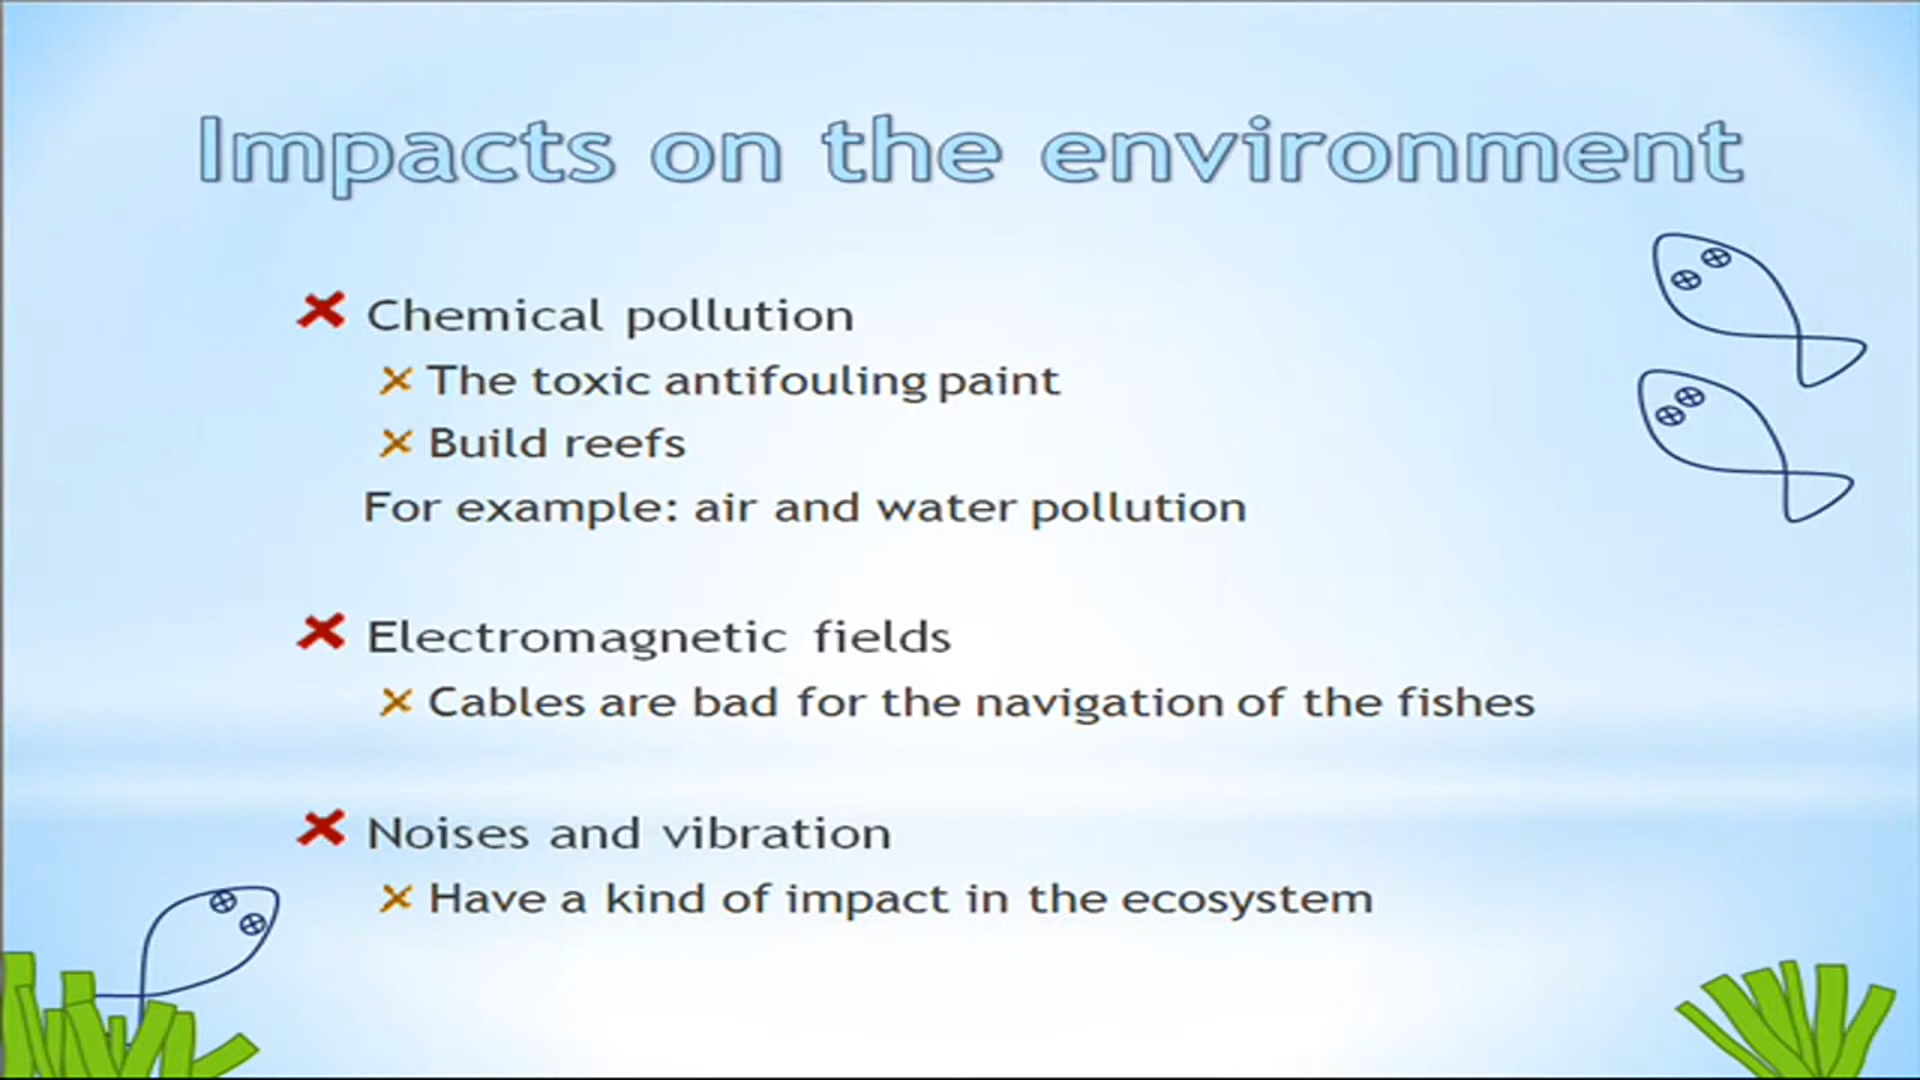 Impacts on the environment
Chemical pollution
The toxic antifouling paint
Build reefs
For example: air and water pollution
Electromagnetic fields
Cables are bad for the navigation of the fishes
Noises and vibration
Have a kind of impact in the ecosystem